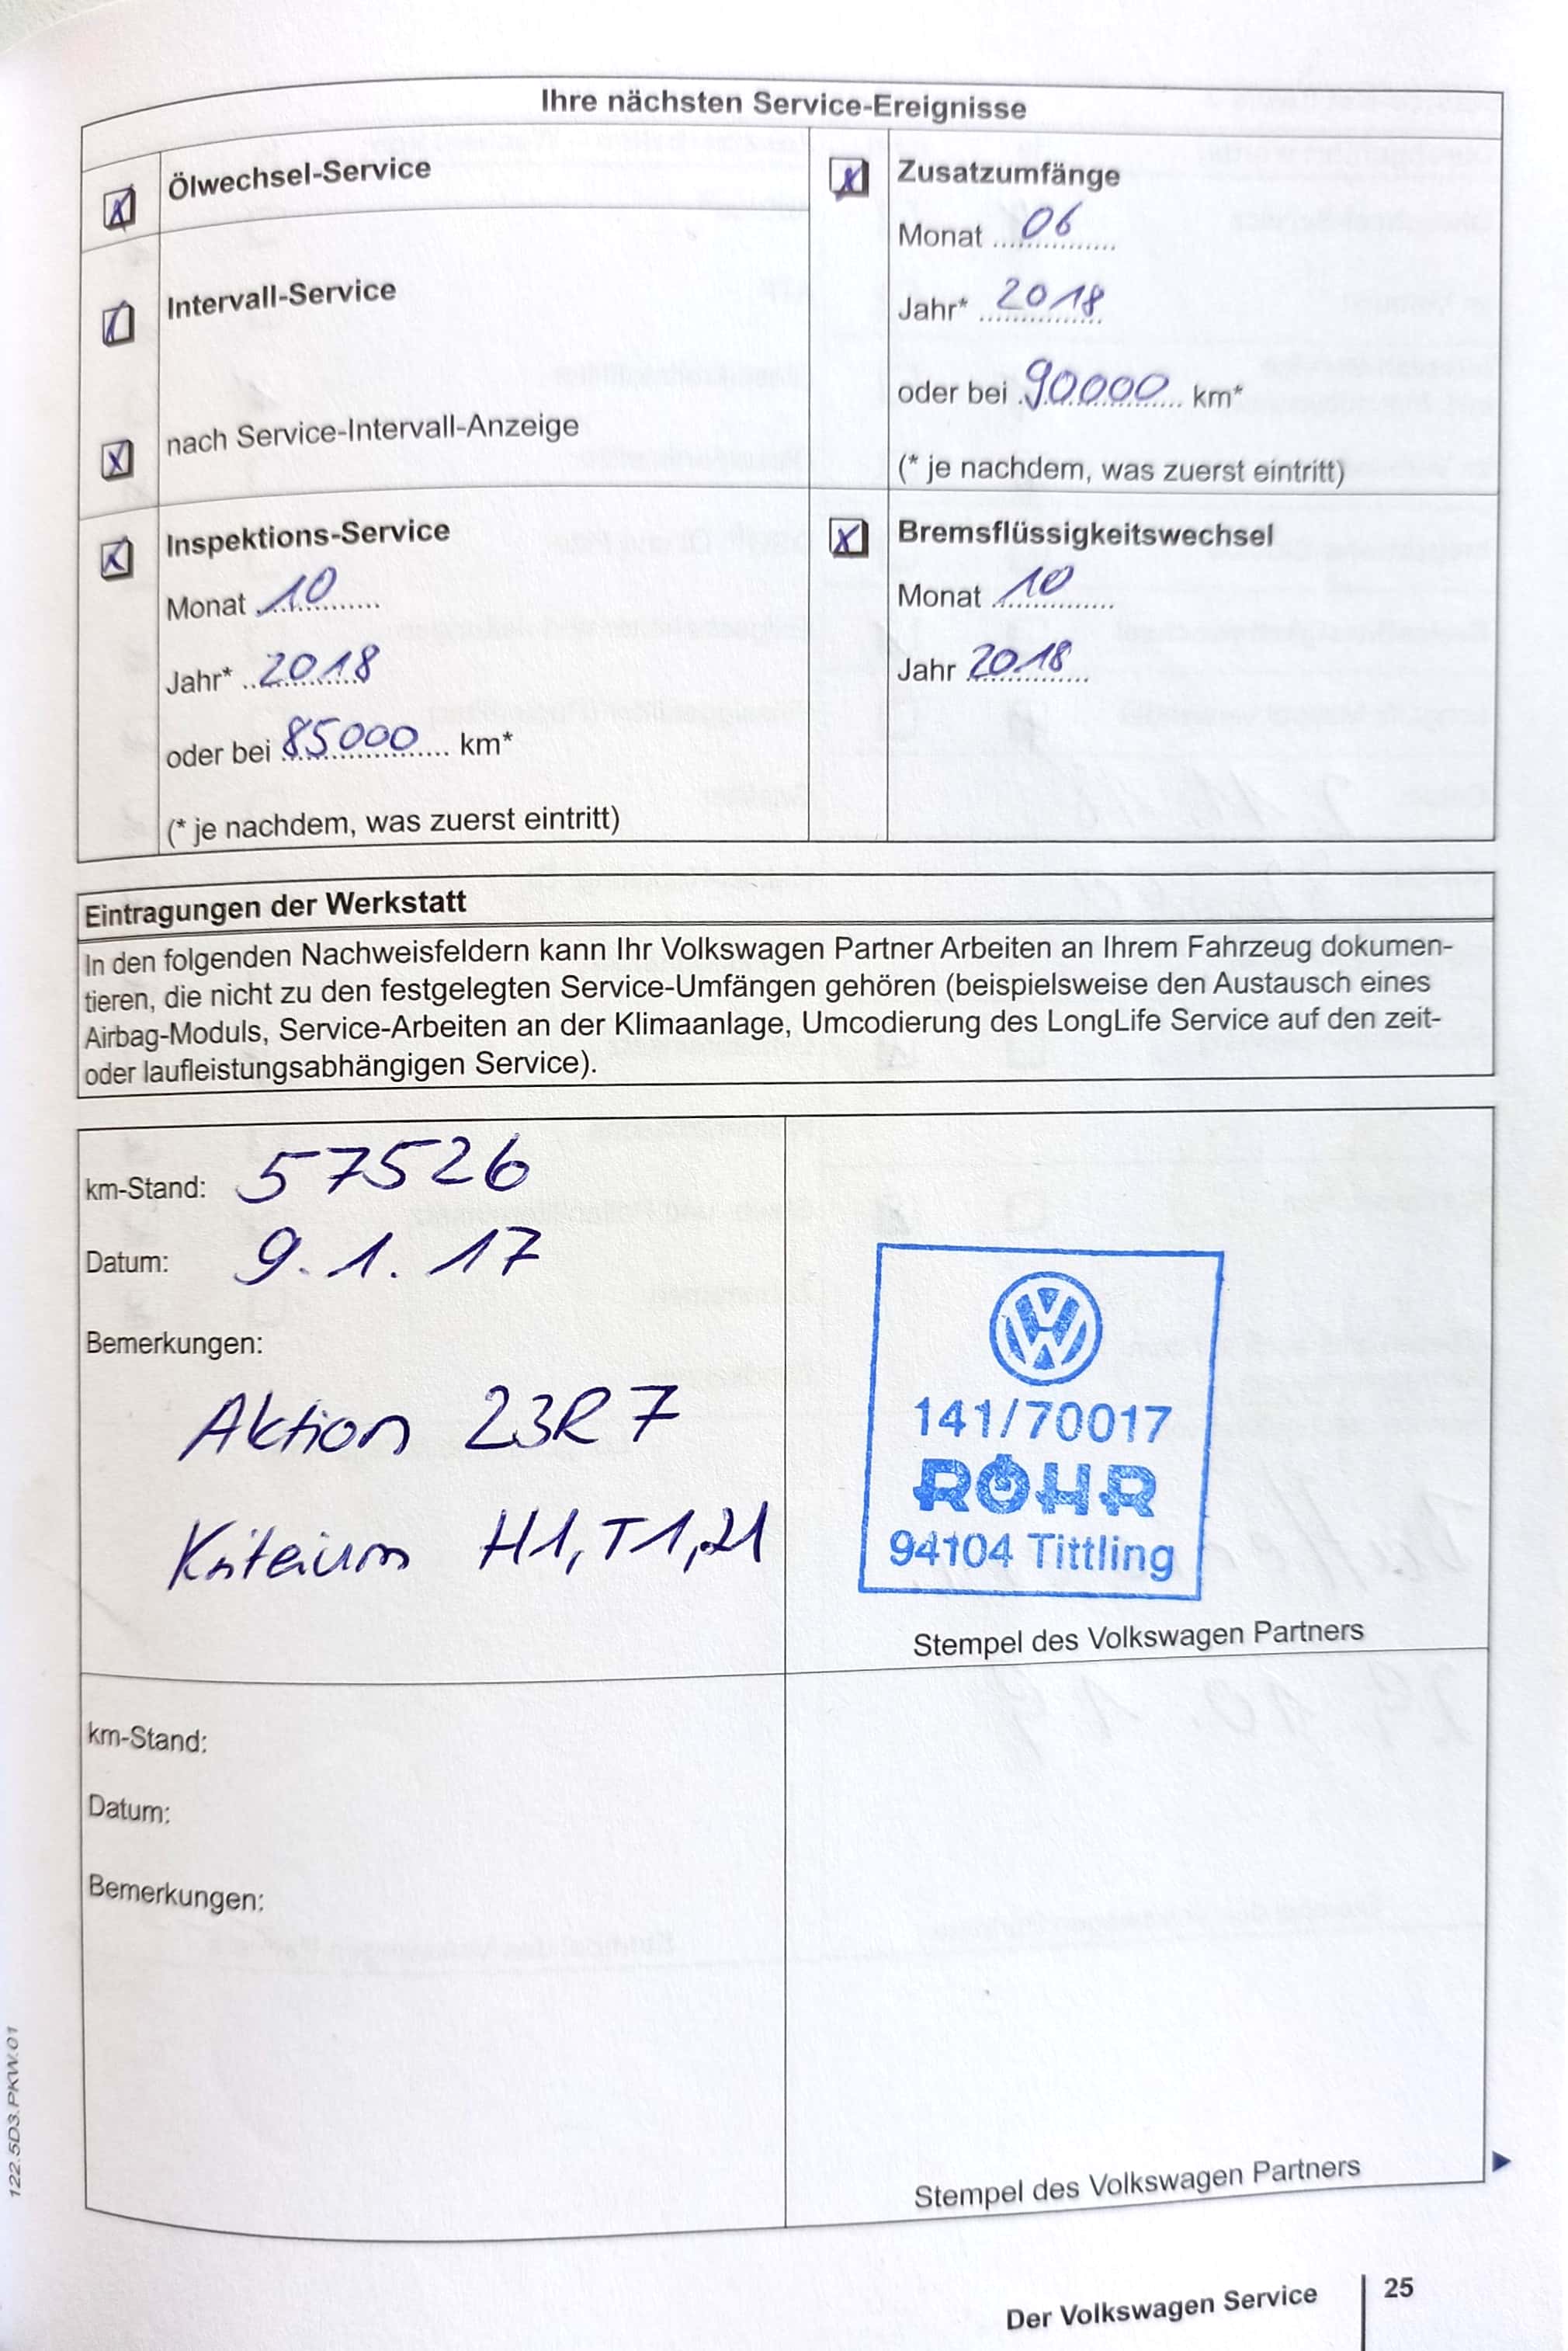 Ihre nächsten Service-Ereignisse
Ölwechsel-Service
Intervall-Service
nach Service-Intervall-Anzeige
Zusatzumfänge
Monat 06
Jahr* 2018
oder bei 90000 km*
(* je nachdem, was zuerst eintritt)
Inspektions-Service
Monat 10
Jahr* 2018
oder bei 85000 km*
(* je nachdem, was zuerst eintritt)
Bremsflüssigkeitswechsel
Monat 10
Jahr 2018
Eintragungen der Werkstatt
In den folgenden Nachweisfeldern kann Ihr Volkswagen Partner Arbeiten an Ihrem Fahrzeug dokumen-
tieren, die nicht zu den festgelegten Service-Umfängen gehören (beispielsweise den Austausch eines
Airbag-Moduls, Service-Arbeiten an der Klimaanlage, Umcodierung des LongLife Service auf den zeit-
oder laufleistungsabhängigen Service).
km-Stand: 57526
Datum: 9.1.17
Bemerkungen:
Aktion 23R7
Kriterium H1, T1, 21
141/70017
RÖHR
94104 Tittling
Stempel des Volkswagen Partners
km-Stand:
Datum:
Bemerkungen:
Stempel des Volkswagen Partners
122.5D3.PKW.01
Der Volkswagen Service 25